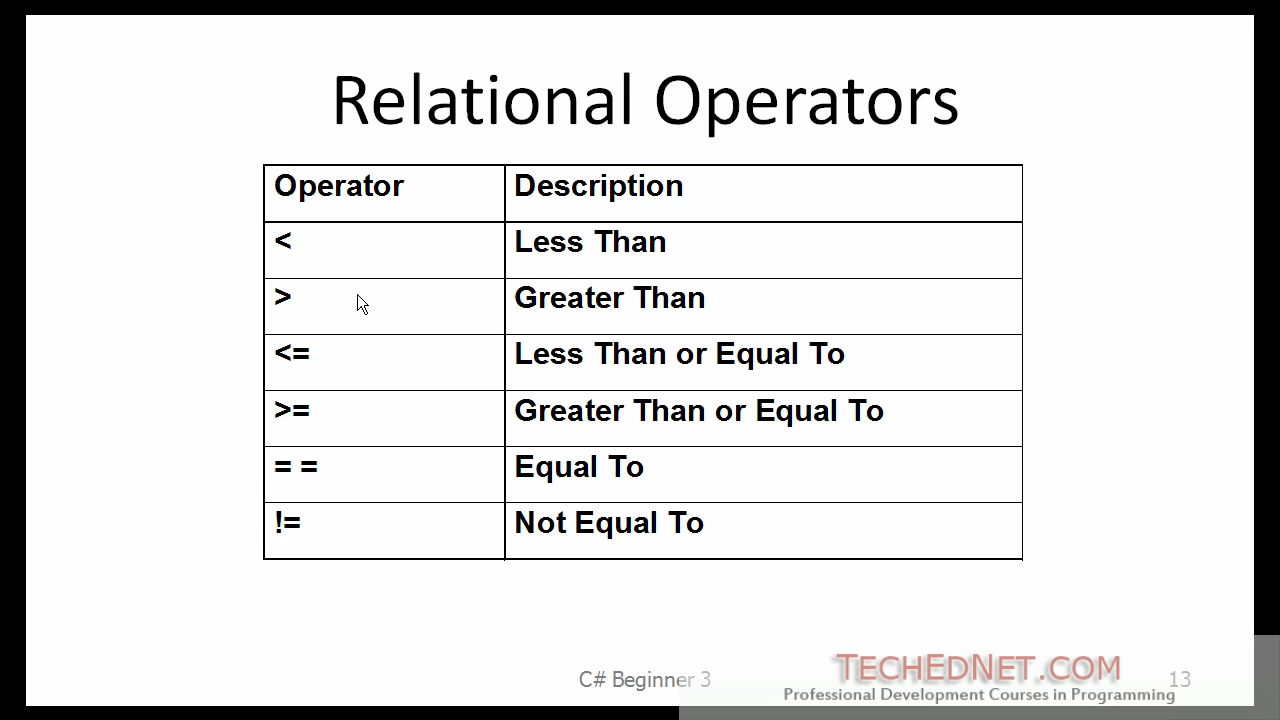 Relational Operators
Operator Description
< Less Than
> Greater Than
<= Less Than or Equal To
>= Greater Than or Equal To
= = Equal To
!= Not Equal To
C# Beginner 3
TECHEDNET.COM
13
Professional Development Courses in Programming